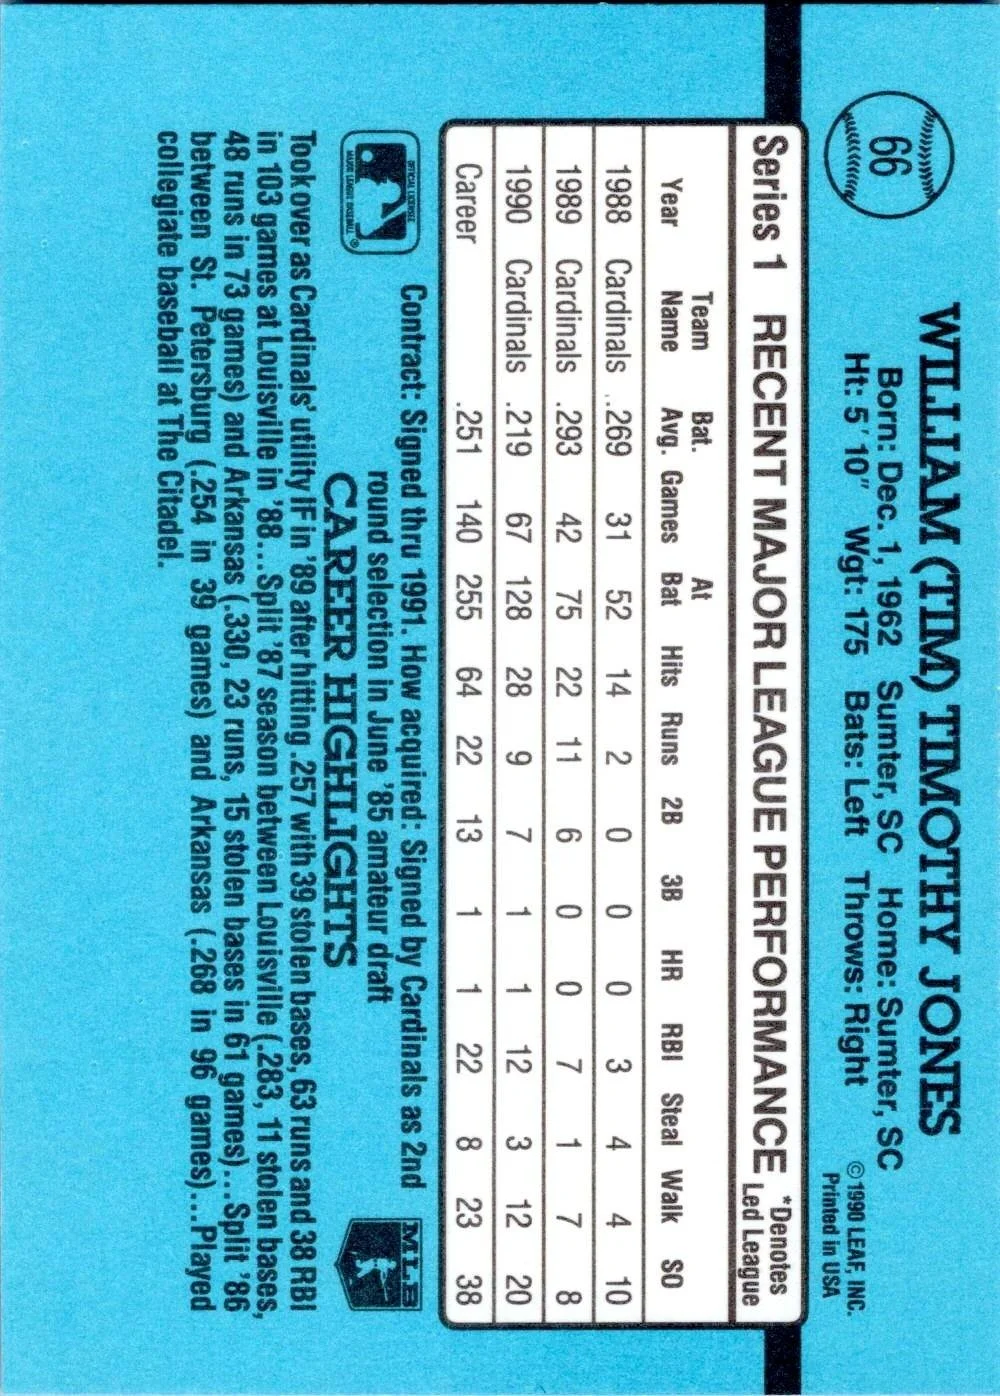 66
WILLIAM (TIM) TIMOTHY JONES
Born: Dec. 1, 1962 Sumter, SC Home: Sumter, SC
Ht: 5' 10" Wgt: 175 Bats: Left Throws: Right
© 1990 LEAF, INC.
Printed in USA
Series 1 RECENT MAJOR LEAGUE PERFORMANCE *Denotes Led League
Year Team Name Bat. Avg. Games At Bat Hits Runs 2B 3B HR RBI Steal Walk SO
1988 Cardinals .269 31 52 14 2 0 0 0 3 4 4 10
1989 Cardinals .293 42 75 22 11 6 0 0 7 1 7 8
1990 Cardinals .219 67 128 28 9 7 1 1 12 3 12 20
Career .251 140 255 64 22 13 1 1 22 8 23 38
OFFICIAL LICENSEE
MAJOR LEAGUE BASEBALL ®
Contract: Signed thru 1991. How acquired: Signed by Cardinals as 2nd
round selection in June '85 amateur draft
MLB
CAREER HIGHLIGHTS
Took over as Cardinals' utility IF in '89 after hitting .257 with 39 stolen bases, 63 runs and 38 RBI
in 103 games at Louisville in '88...Split '87 season between Louisville (.283, 11 stolen bases,
48 runs in 73 games) and Arkansas (.330, 23 runs, 15 stolen bases in 61 games)...Split '86
between St. Petersburg (.254 in 39 games) and Arkansas (.268 in 96 games)...Played
collegiate baseball at The Citadel.